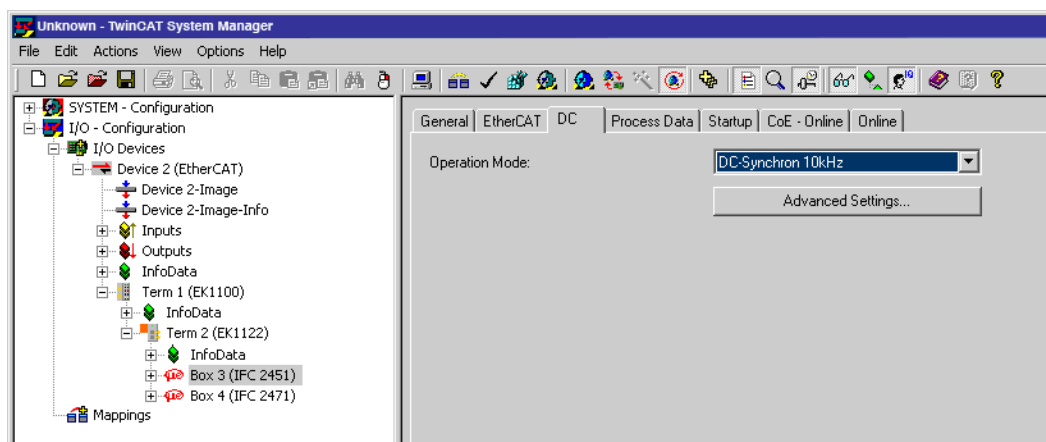 Unknown - TwinCAT System Manager
File Edit Actions View Options Help
SYSTEM - Configuration
I/O - Configuration
I/O Devices
Device 2 (EtherCAT)
Device 2-Image
Device 2-Image-Info
Inputs
Outputs
InfoData
Term 1 (EK1100)
InfoData
Term 2 (EK1122)
InfoData
Box 3 (IFC 2451)
Box 4 (IFC 2471)
Mappings
General EtherCAT DC Process Data Startup CoE - Online Online
Operation Mode: DC-Synchron 10kHz
Advanced Settings...